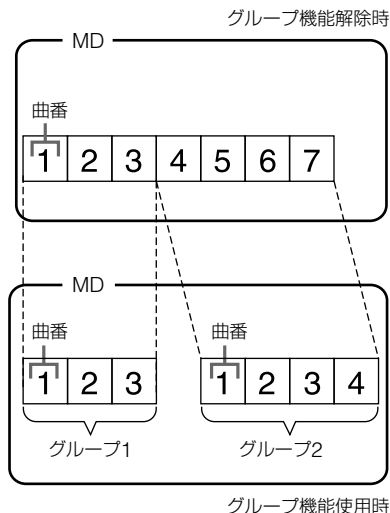 グループ機能解除時
MD
曲番
1 2 3 4 5 6 7
MD
曲番 曲番
1 2 3 1 2 3 4
グループ1 グループ2
グループ機能使用時